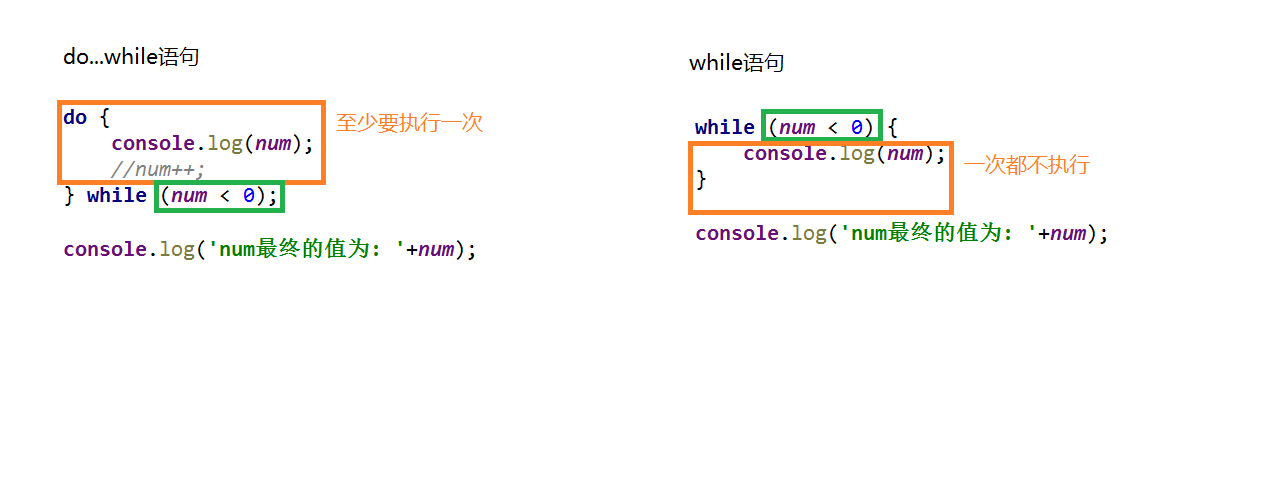 do...while语句
do {
    console.log(num);
    //num++;
} while (num < 0);
console.log('num最终的值为：'+num);
至少要执行一次
while语句
while (num < 0) {
    console.log(num);
}
console.log('num最终的值为：'+num);
一次都不执行